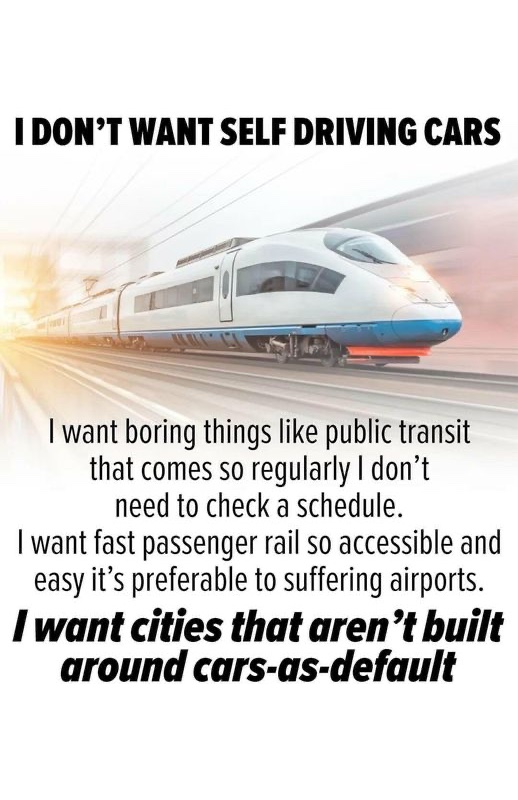 I DON'T WANT SELF DRIVING CARS
I want boring things like public transit
that comes so regularly I don't
need to check a schedule.
I want fast passenger rail so accessible and
easy it's preferable to suffering airports.
I want cities that aren't built
around cars-as-default